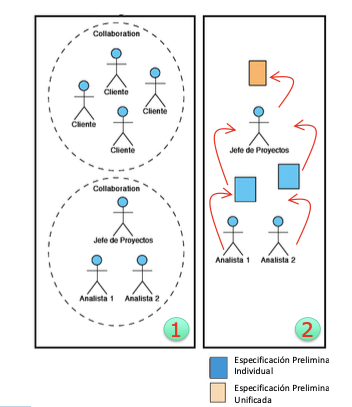 Collaboration
Cliente
Cliente
Cliente
Cliente
Collaboration
Jefe de Proyectos
Analista 1
Analista 2
1
Jefe de Proyectos
Analista 1
Analista 2
2
Especificación Prelimina
Individual
Especificación Prelimina
Unificada